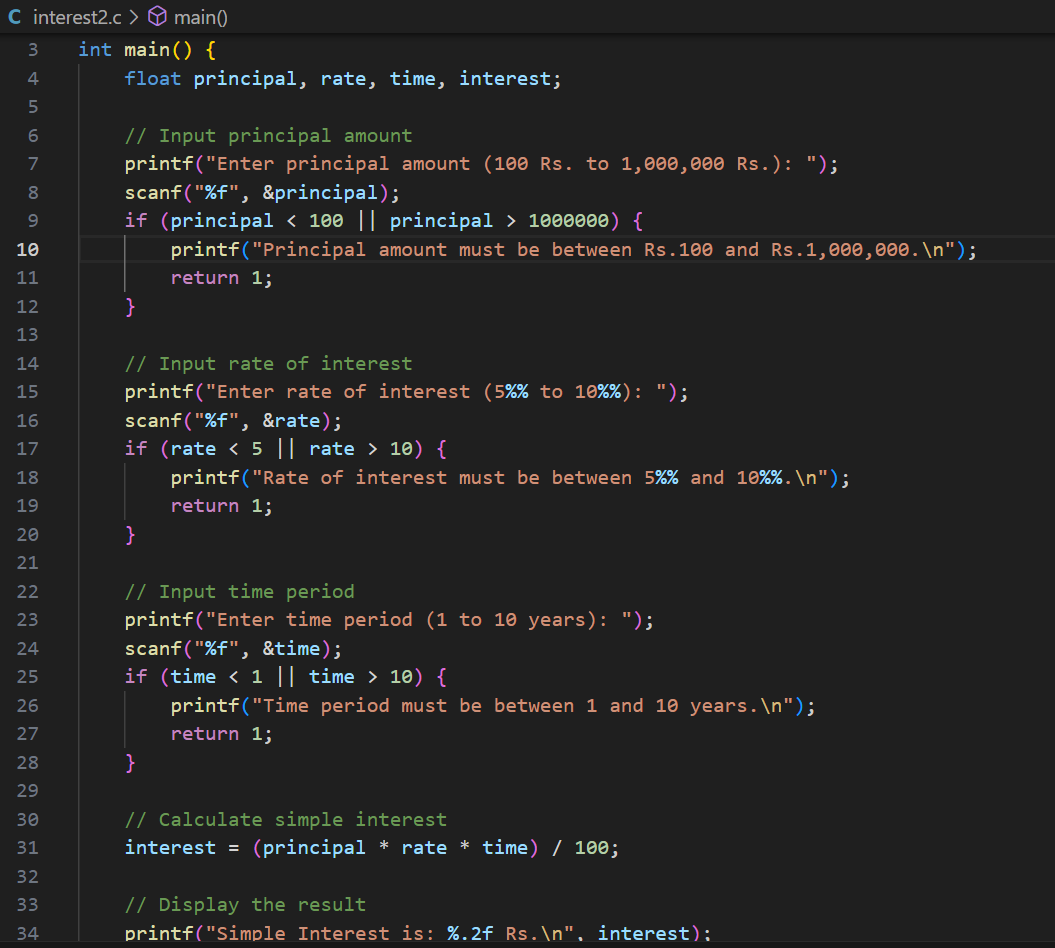 C interest2.c > main()
3 int main() {
4 float principal, rate, time, interest;
5
6 // Input principal amount
7 printf("Enter principal amount (100 Rs. to 1,000,000 Rs.): ");
8 scanf("%f", &principal);
9 if (principal < 100 || principal > 1000000) {
10 printf("Principal amount must be between Rs.100 and Rs.1,000,000.\n");
11 return 1;
12 }
13
14 // Input rate of interest
15 printf("Enter rate of interest (5%% to 10%%): ");
16 scanf("%f", &rate);
17 if (rate < 5 || rate > 10) {
18 printf("Rate of interest must be between 5%% and 10%%.\n");
19 return 1;
20 }
21
22 // Input time period
23 printf("Enter time period (1 to 10 years): ");
24 scanf("%f", &time);
25 if (time < 1 || time > 10) {
26 printf("Time period must be between 1 and 10 years.\n");
27 return 1;
28 }
29
30 // Calculate simple interest
31 interest = (principal * rate * time) / 100;
32
33 // Display the result
34 printf("Simple Interest is: %.2f Rs.\n", interest);